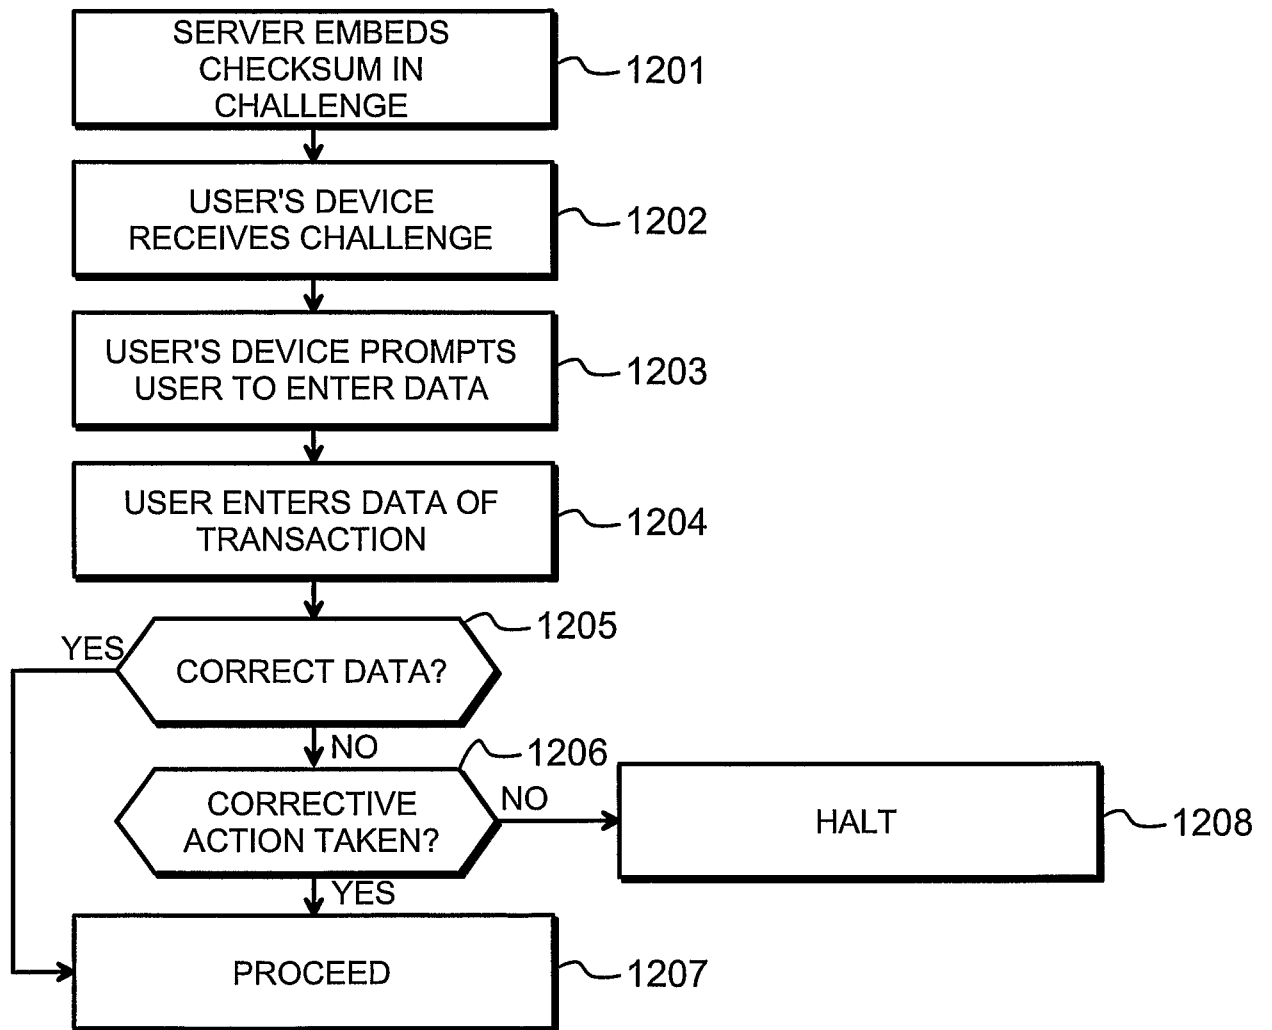 SERVER EMBEDS
CHECKSUM IN
CHALLENGE
1201
USER'S DEVICE
RECEIVES CHALLENGE
1202
USER'S DEVICE PROMPTS
USER TO ENTER DATA
1203
USER ENTERS DATA OF
TRANSACTION
1204
1205
YES
CORRECT DATA?
NO
1206
CORRECTIVE
ACTION TAKEN?
NO
HALT
1208
YES
PROCEED
1207